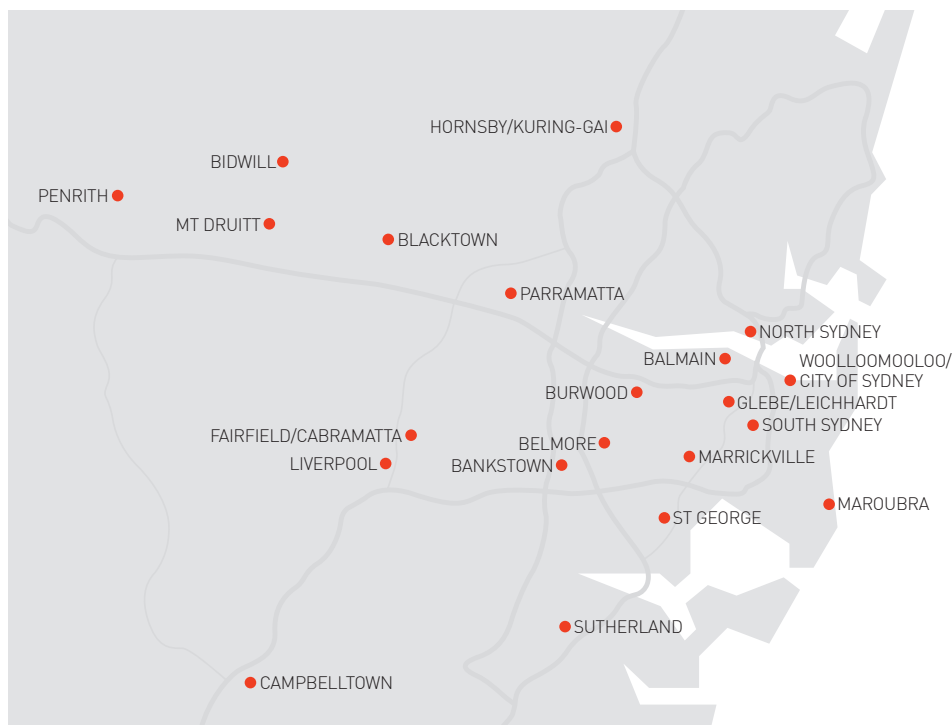 HORNSBY/KURING-GAI
BIDWILL
PENRITH
MT DRUITT
BLACKTOWN
PARRAMATTA
NORTH SYDNEY
BALMAIN
WOOLLOOMOOLOO/
CITY OF SYDNEY
BURWOOD
GLEBE/LEICHHARDT
SOUTH SYDNEY
FAIRFIELD/CABRAMATTA
BELMORE
LIVERPOOL
BANKSTOWN
MARRICKVILLE
MAROUBRA
ST GEORGE
SUTHERLAND
CAMPBELLTOWN